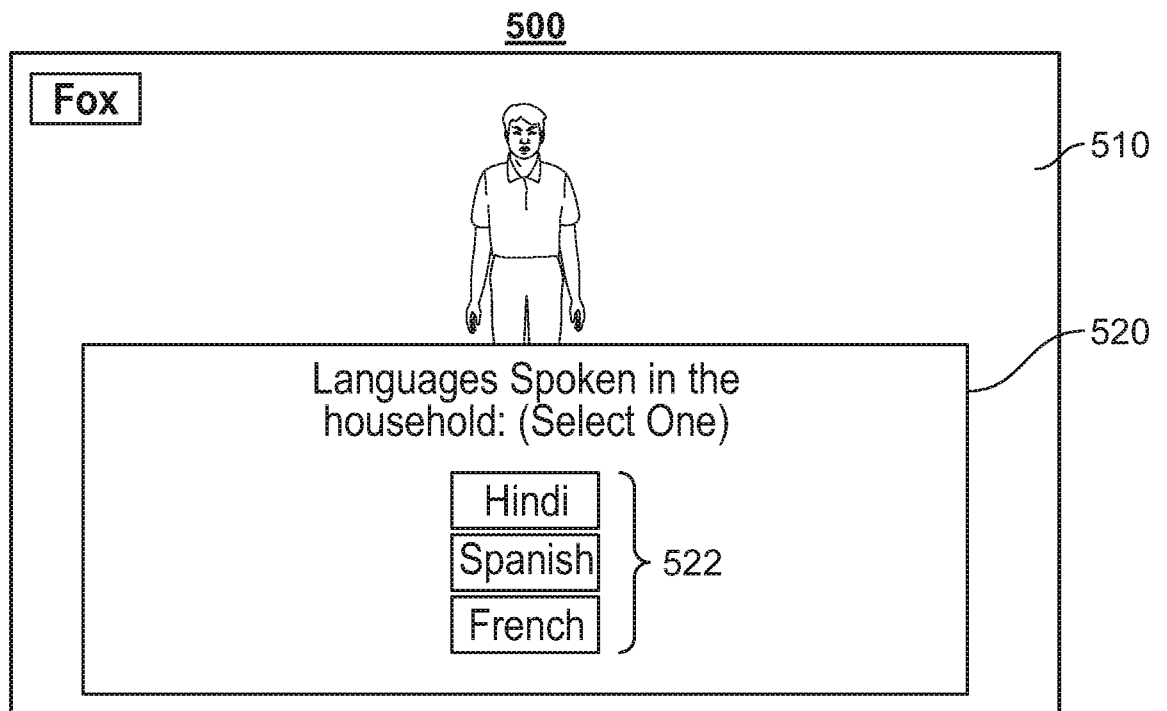 500
Fox
510
520
Languages Spoken in the
household: (Select One)
Hindi
Spanish
French
522